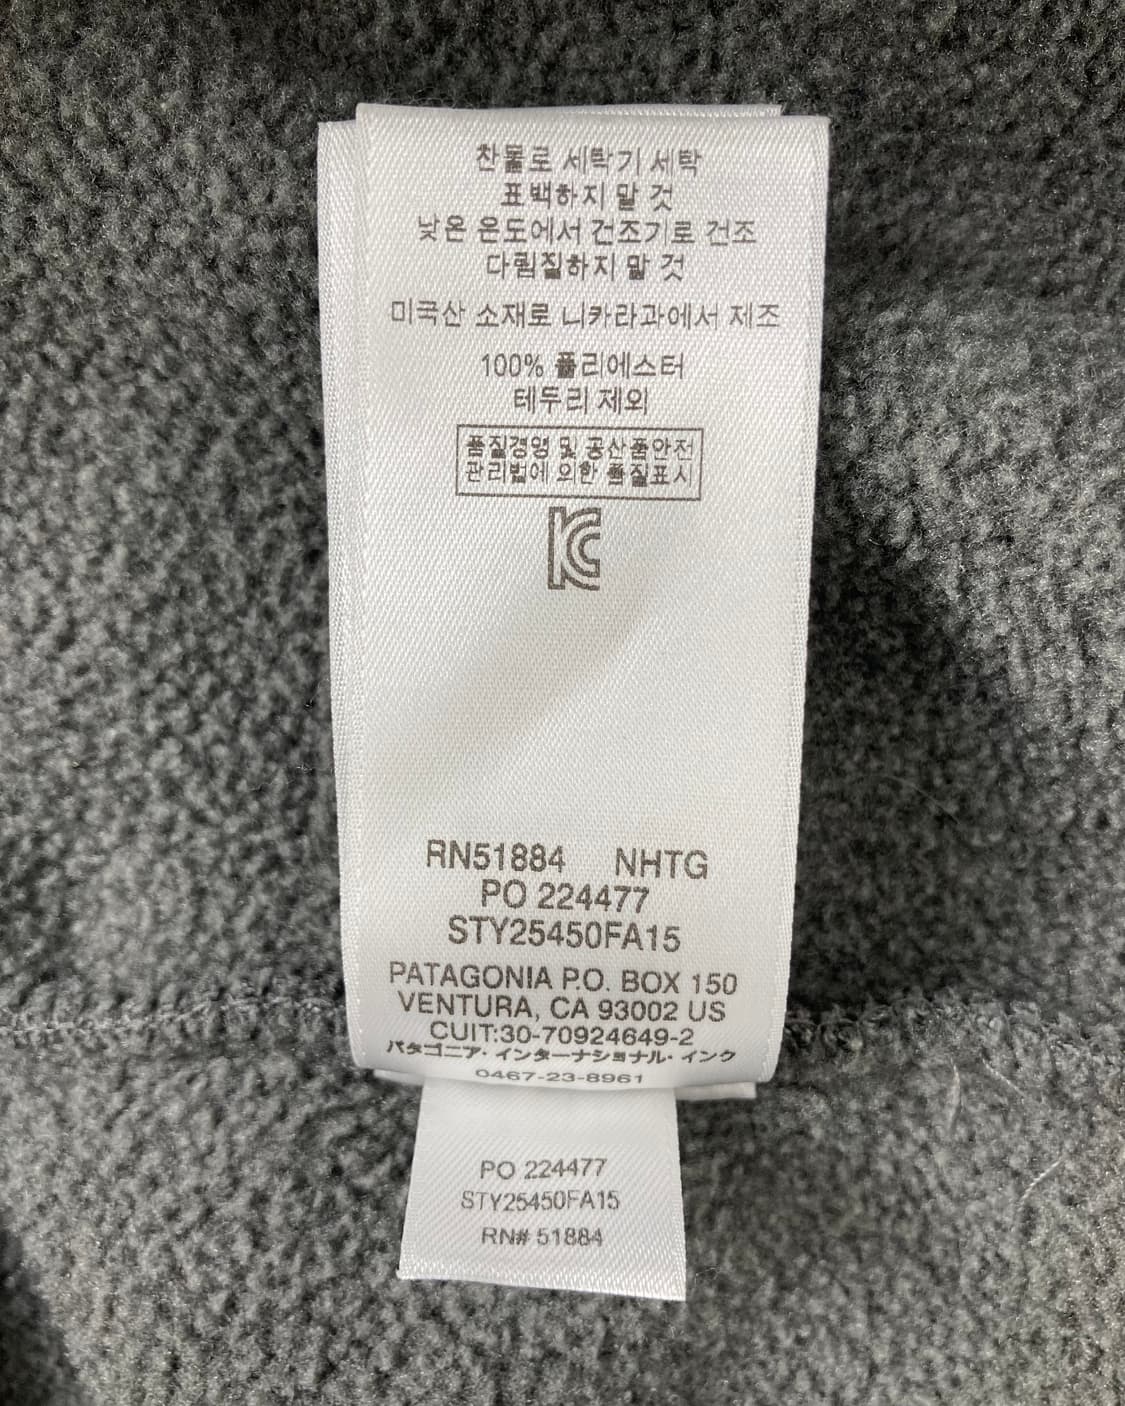 찬물로 세탁기 세탁
표백하지 말 것
낮은 온도에서 건조기로 건조
다림질하지 말 것
미국산 소재로 니카라과에서 제조
100% 폴리에스터
테두리 제외
품질경영 및 공산품안전
관리법에 의한 품질표시
KC
RN51884 NHTG
PO 224477
STY25450FA15
PATAGONIA P.O. BOX 150
VENTURA, CA 93002 US
CUIT:30-70924649-2
パタゴニア・インターナショナル・インク
0467-23-8961
PO 224477
STY25450FA15
RN# 51884